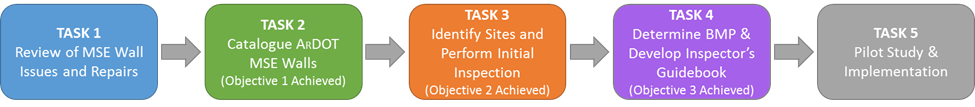 TASK 1
Review of MSE Wall
Issues and Repairs
TASK 2
Catalogue ARDOT
MSE Walls
(Objective 1 Achieved)
TASK 3
Identify Sites and
Perform Initial
Inspection
(Objective 2 Achieved)
TASK 4
Determine BMP &
Develop Inspector's
Guidebook
(Objective 3 Achieved)
TASK 5
Pilot Study &
Implementation